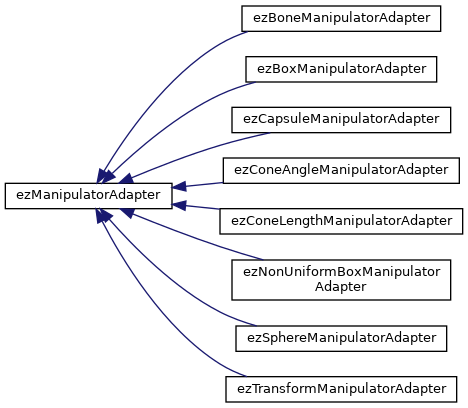 ezBoneManipulatorAdapter
ezBoxManipulatorAdapter
ezCapsuleManipulatorAdapter
ezConeAngleManipulatorAdapter
ezManipulatorAdapter
ezConeLengthManipulatorAdapter
ezNonUniformBoxManipulator
Adapter
ezSphereManipulatorAdapter
ezTransformManipulatorAdapter